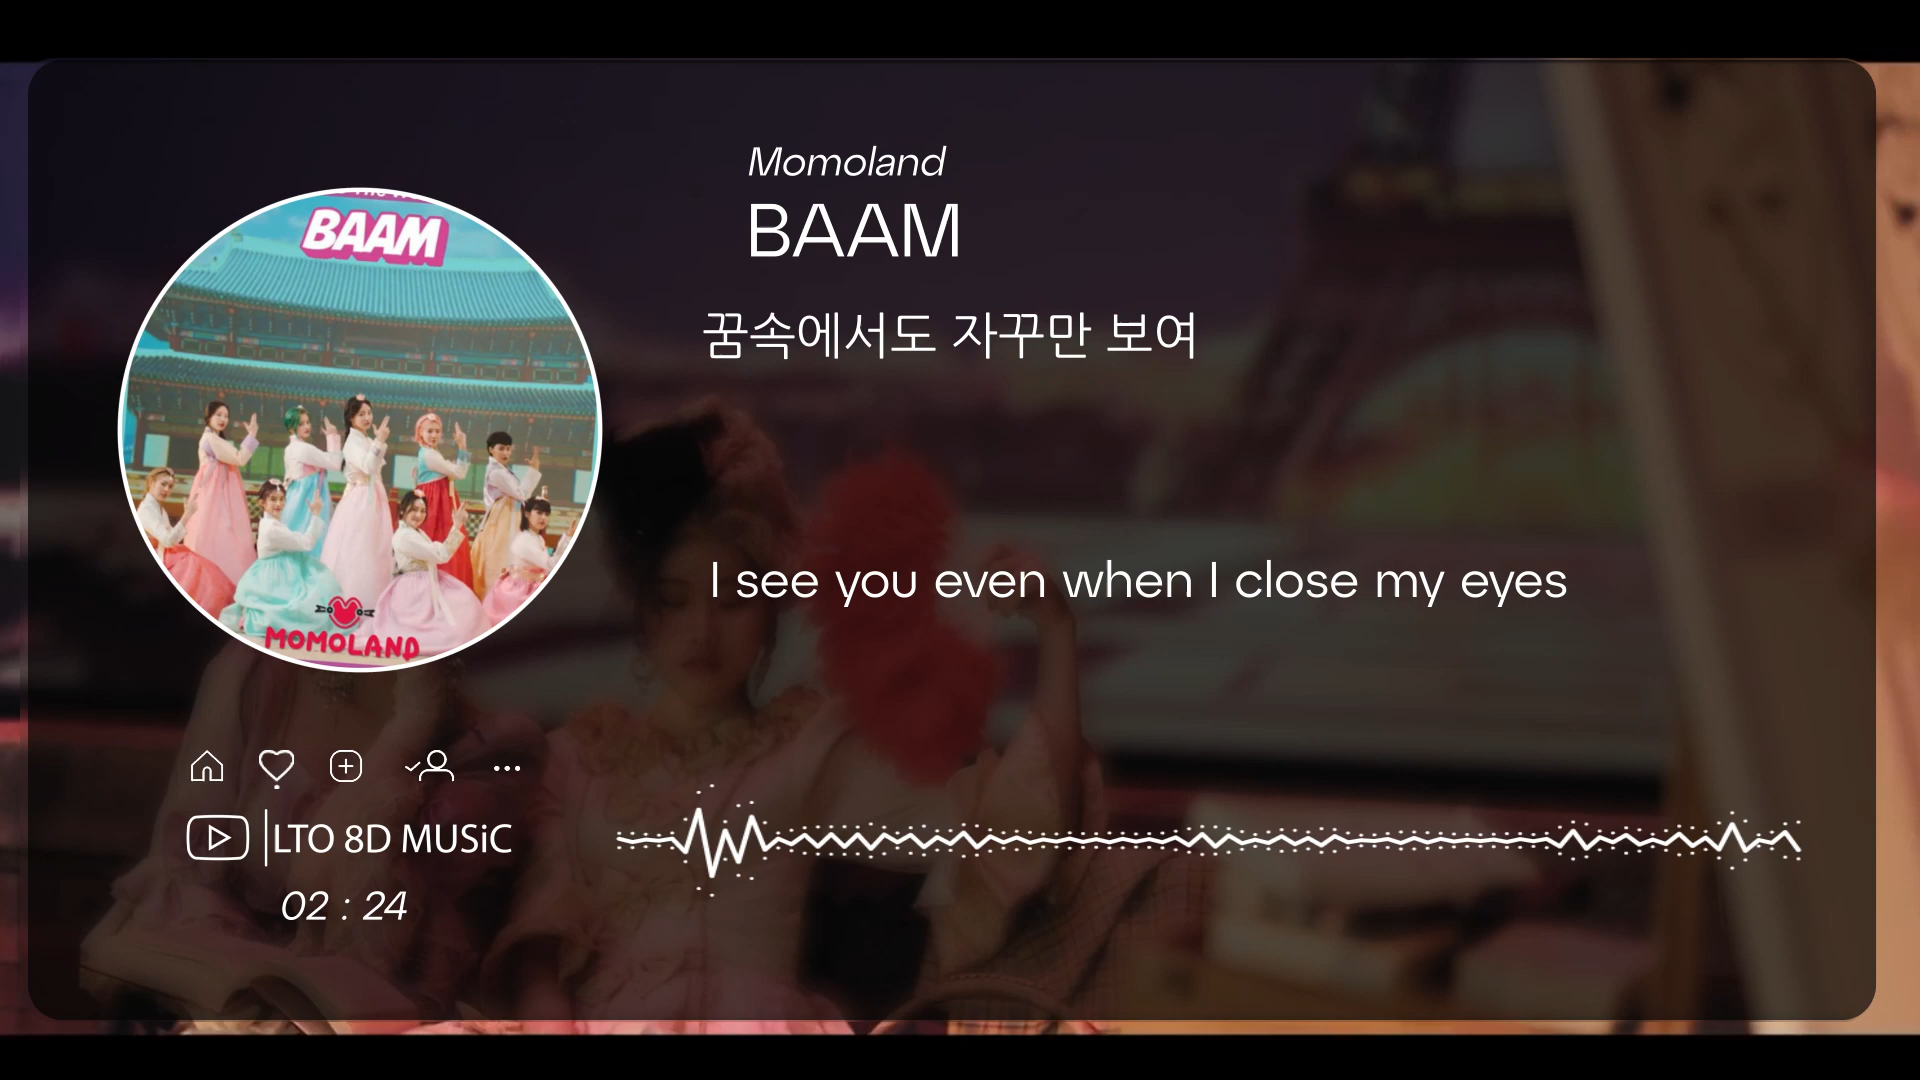 Momoland
BAAM
꿈속에서도 자꾸만 보여
I see you even when I close my eyes
BAAM
MOMOLAND
LTO 8D MUSiC
02 : 24